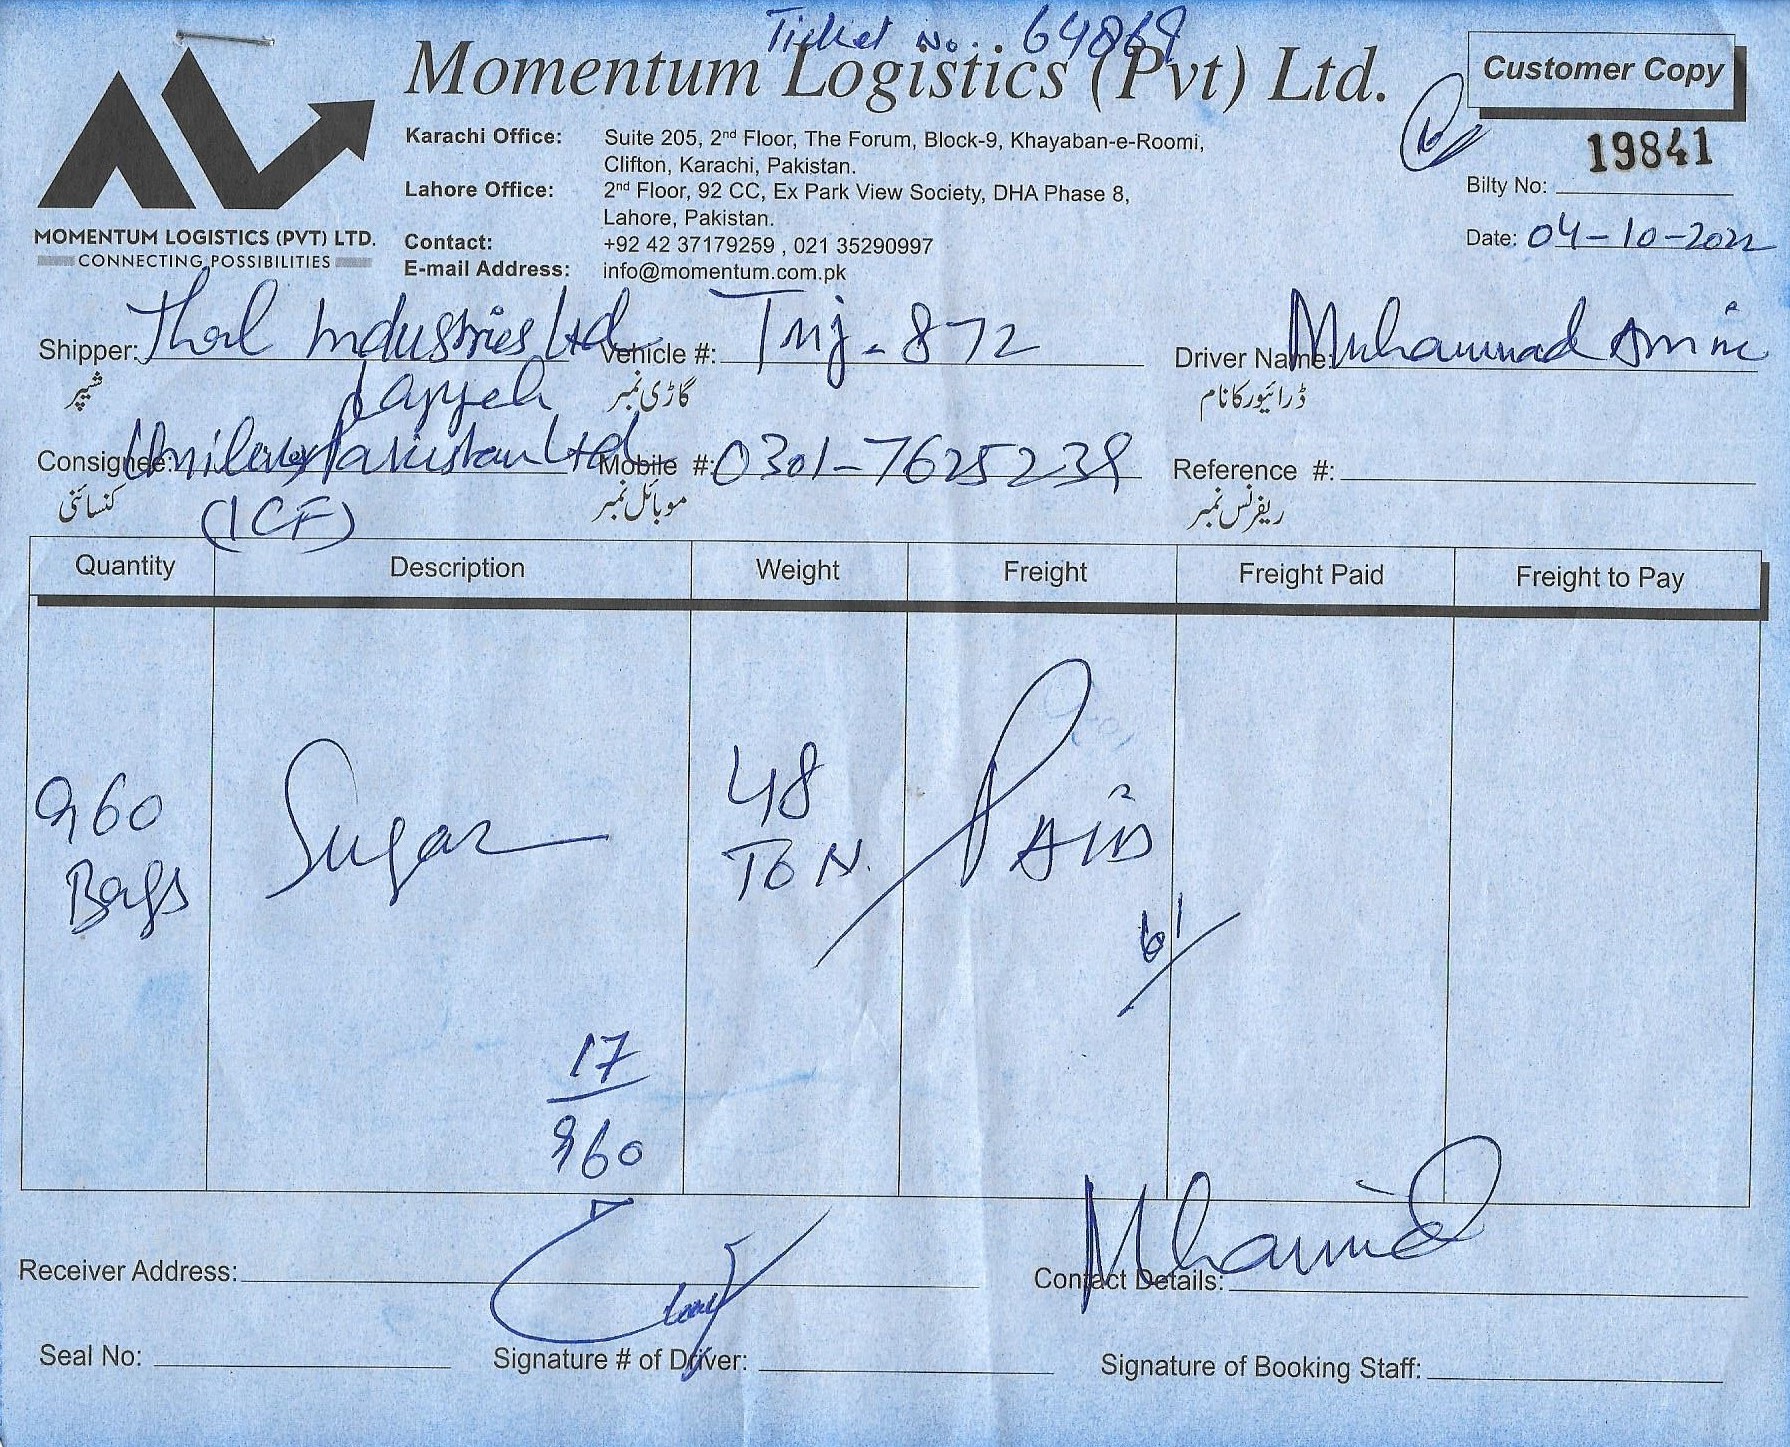 Ticket No. 64869
Momentum Logistics (Pvt) Ltd.
Customer Copy
Karachi Office: Suite 205, 2nd Floor, The Forum, Block-9, Khayaban-e-Roomi,
Clifton, Karachi, Pakistan.
Lahore Office: 2nd Floor, 92 CC, Ex Park View Society, DHA Phase 8,
Lahore, Pakistan.
Contact: +92 42 37179259 , 021 35290997
E-mail Address: info@momentum.com.pk
MOMENTUM LOGISTICS (PVT) LTD.
CONNECTING POSSIBILITIES
Bilty No: 19841
Date: 04-10-2022
Shipper: Thal Industries Ltd Vehicle #: TMJ-872 Driver Name: Muhammad Amin
شیپر گاڑی نمبر ڈرائیور کا نام
Layyah
Consignee: Unilever Pakistan Ltd Mobile #: 0301-7625239 Reference #:
کنسائنی موبائل نمبر ریفرنس نمبر
(ICF)
Quantity Description Weight Freight Freight Paid Freight to Pay
960 Bags Sugar 48 TON. PAID
61
17
960
Receiver Address: Contact Details:
Seal No: Signature # of Driver: Signature of Booking Staff: